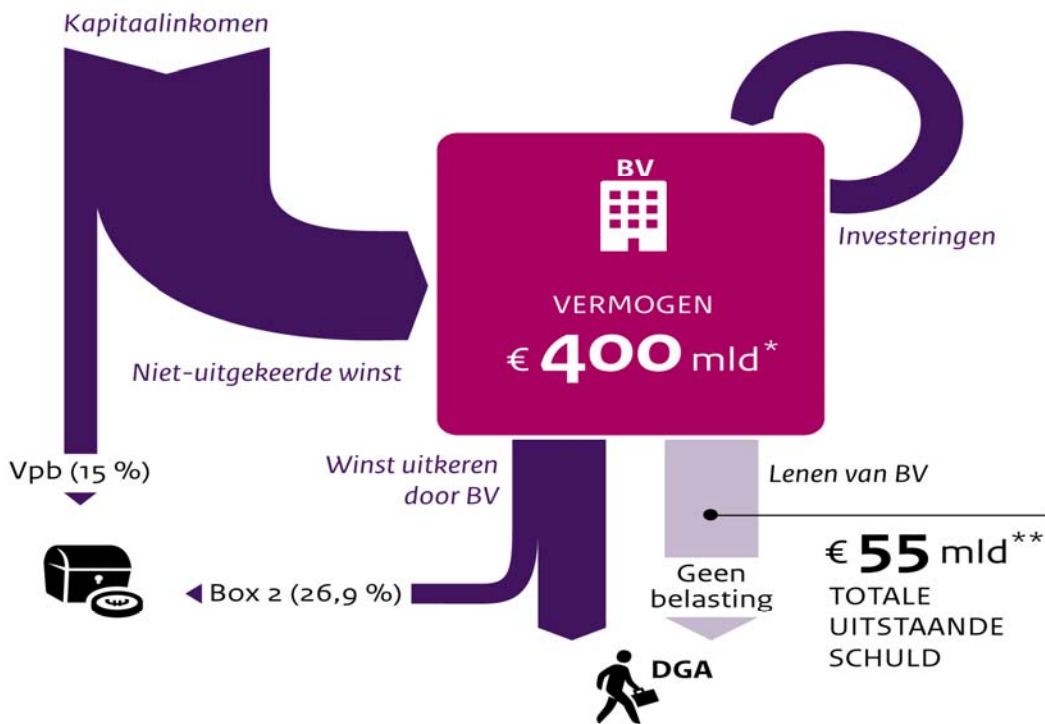 Kapitaalinkomen
BV
Investeringen
VERMOGEN
€ 400 mld*
Niet-uitgekeerde winst
Vpb (15 %)
Winst uitkeren
door BV
Lenen van BV
€ 55 mld**
TOTALE
UITSTAANDE
SCHULD
Geen
belasting
Box 2 (26,9 %)
DGA